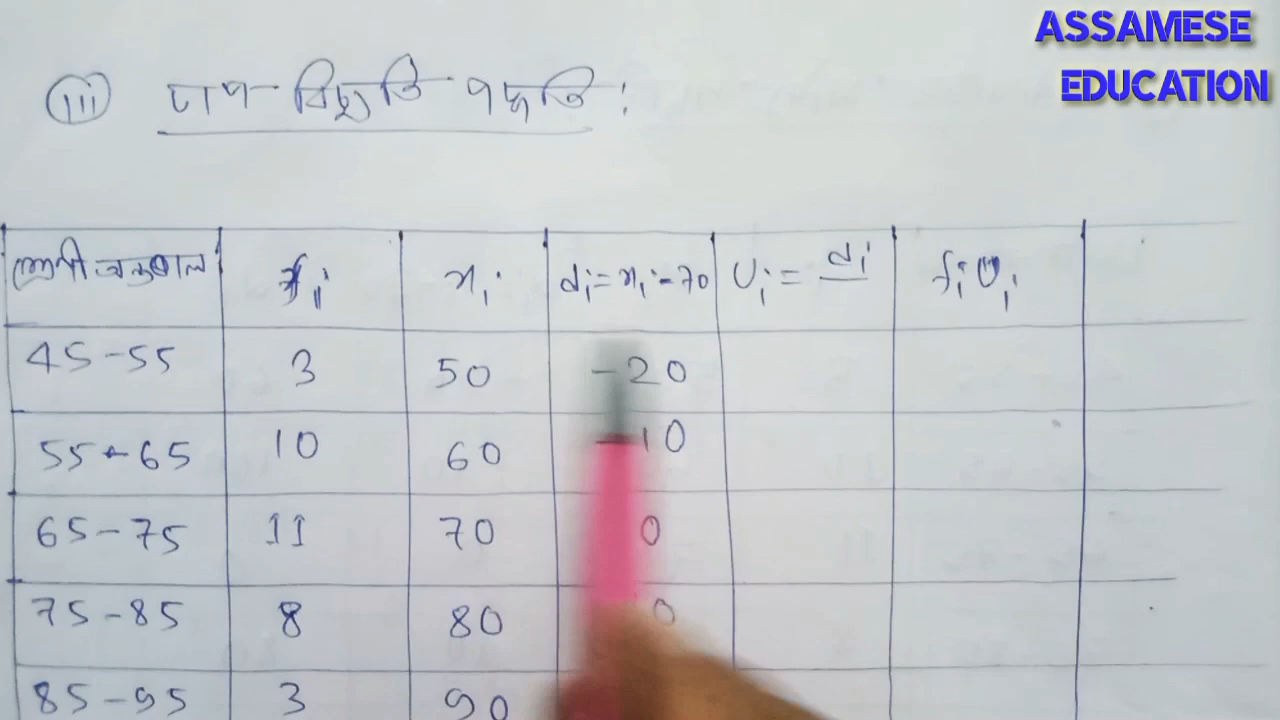 ASSAMESE
EDUCATION
(iii) জাপ-বিচ্যুতি পদ্ধতি :
শ্ৰেণী অন্তৰাল fi xi di=xi-70 Ui = di fiUi
45-55 3 50 -20
55-65 10 60 -10
65-75 11 70 0
75-85 8 80 0
85-95 3 90